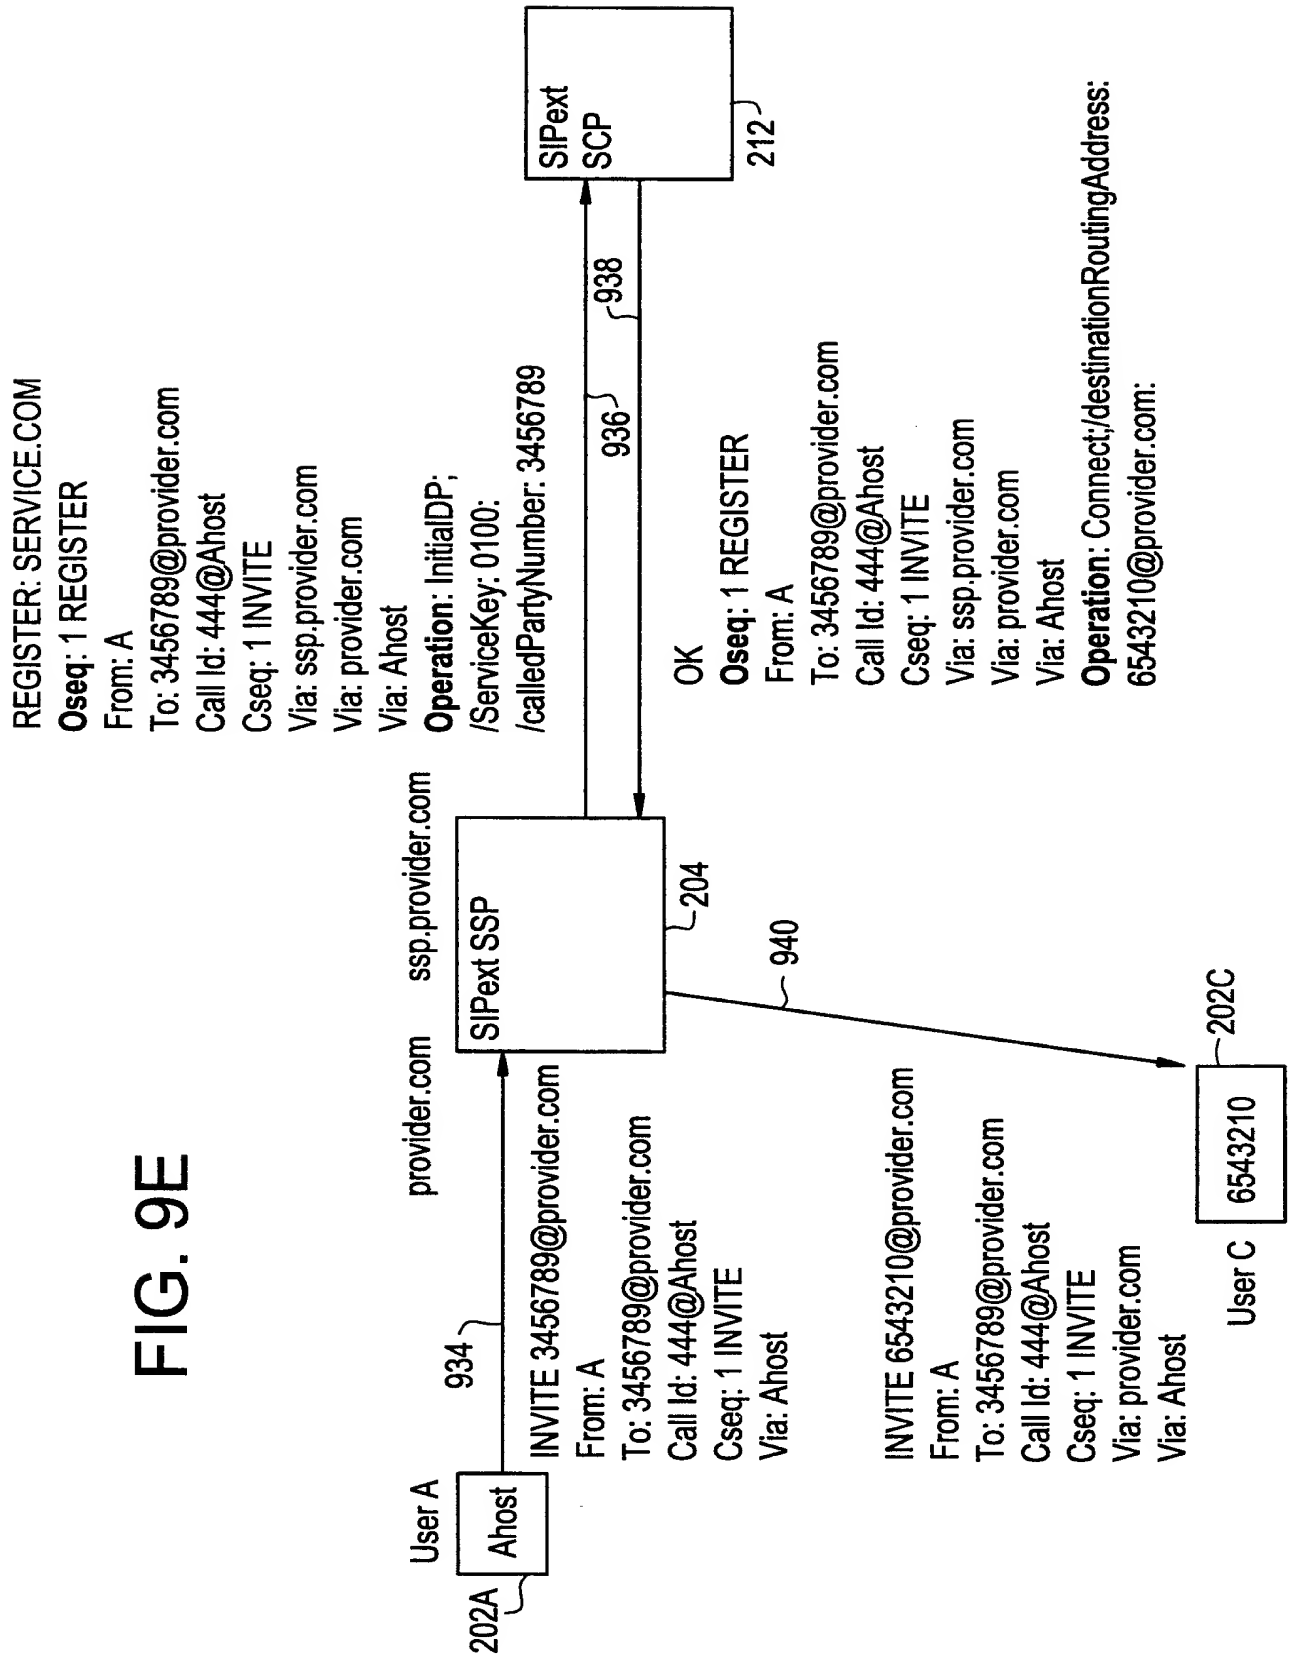 FIG. 9E
User A
Ahost
202A
934
INVITE 3456789@provider.com
From: A
To: 3456789@provider.com
Call Id: 444@Ahost
Cseq: 1 INVITE
Via: Ahost
provider.com
ssp.provider.com
SIPext SSP
204
REGISTER: SERVICE.COM
Oseq: 1 REGISTER
From: A
To: 3456789@provider.com
Call Id: 444@Ahost
Cseq: 1 INVITE
Via: ssp.provider.com
Via: provider.com
Via: Ahost
Operation: InitialDP;
/ServiceKey: 0100:
/calledPartyNumber: 3456789
936
938
SIPext
SCP
212
OK
Oseq: 1 REGISTER
From: A
To: 3456789@provider.com
Call Id: 444@Ahost
Cseq: 1 INVITE
Via: ssp.provider.com
Via: provider.com
Via: Ahost
Operation: Connect;/destinationRoutingAddress:
6543210@provider.com:
940
INVITE 6543210@provider.com
From: A
To: 3456789@provider.com
Call Id: 444@Ahost
Cseq: 1 INVITE
Via: provider.com
Via: Ahost
User C
6543210
202C